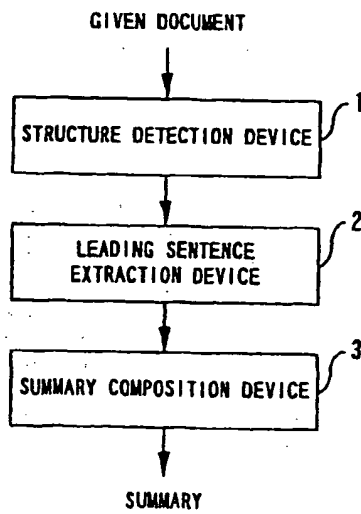 GIVEN DOCUMENT
1
STRUCTURE DETECTION DEVICE
2
LEADING SENTENCE
EXTRACTION DEVICE
3
SUMMARY COMPOSITION DEVICE
SUMMARY